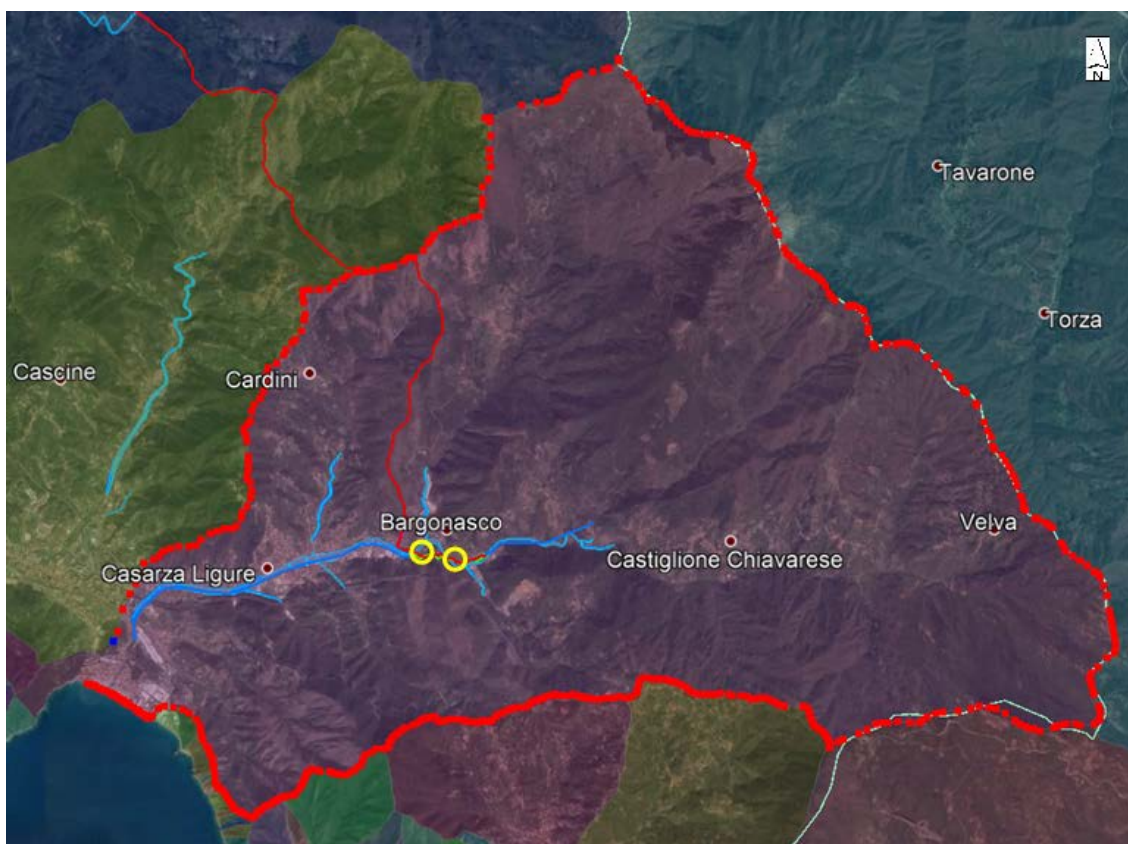 N
Tavarone
Torza
Cascine
Cardini
Bargonasco
Velva
Casarza Ligure
Castiglione Chiavarese